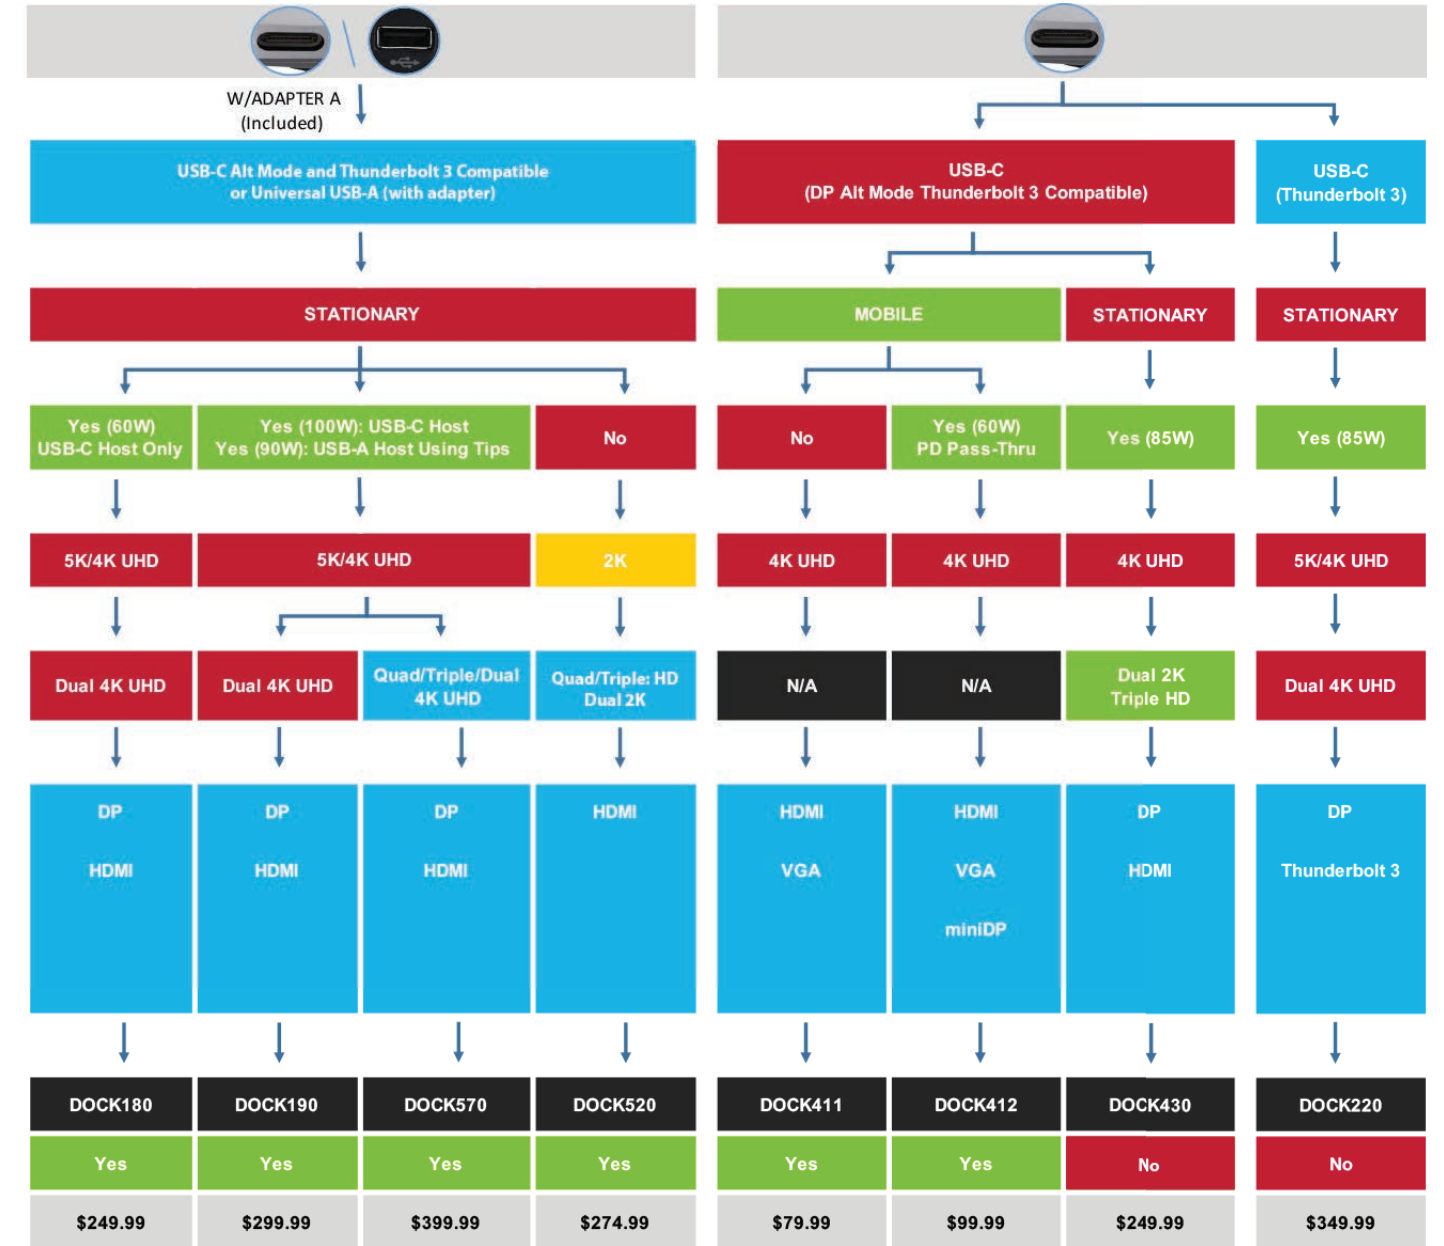 W/ADAPTER A
(Included)
USB-C Alt Mode and Thunderbolt 3 Compatible
or Universal USB-A (with adapter)
USB-C
(DP Alt Mode Thunderbolt 3 Compatible)
USB-C
(Thunderbolt 3)
STATIONARY
MOBILE
STATIONARY
STATIONARY
Yes (60W)
USB-C Host Only
Yes (100W): USB-C Host
Yes (90W): USB-A Host Using Tips
No
No
Yes (60W)
PD Pass-Thru
Yes (85W)
Yes (85W)
5K/4K UHD
5K/4K UHD
2K
4K UHD
4K UHD
4K UHD
5K/4K UHD
Dual 4K UHD
Dual 4K UHD
Quad/Triple/Dual
4K UHD
Quad/Triple: HD
Dual 2K
N/A
N/A
Dual 2K
Triple HD
Dual 4K UHD
DP
HDMI
DP
HDMI
DP
HDMI
HDMI
HDMI
VGA
HDMI
VGA
miniDP
DP
HDMI
DP
Thunderbolt 3
DOCK180
DOCK190
DOCK570
DOCK520
DOCK411
DOCK412
DOCK430
DOCK220
Yes
Yes
Yes
Yes
Yes
Yes
No
No
$249.99
$299.99
$399.99
$274.99
$79.99
$99.99
$249.99
$349.99